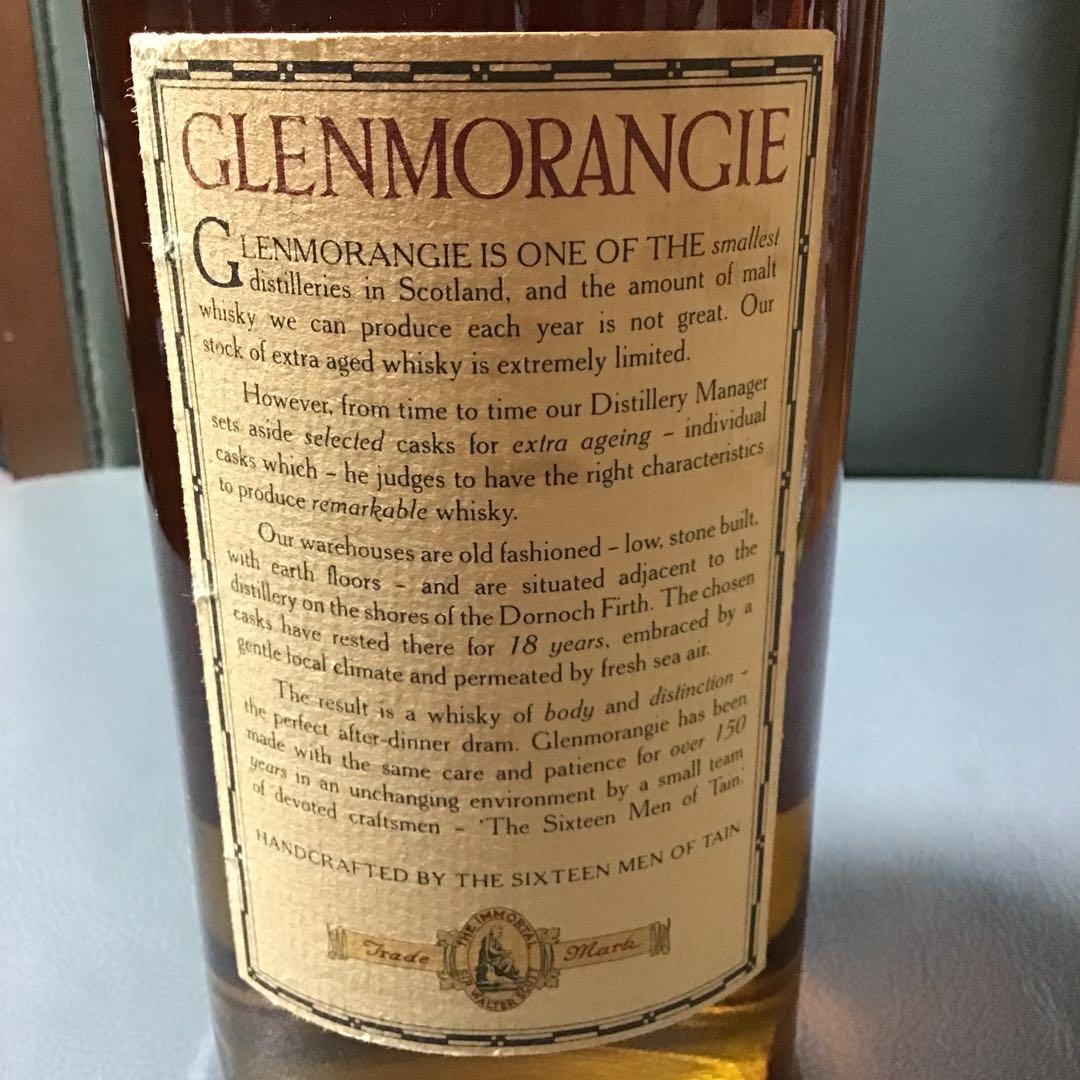 GLENMORANGIE
GLENMORANGIE IS ONE OF THE smallest
distilleries in Scotland, and the amount of malt
whisky we can produce each year is not great. Our
stock of extra aged whisky is extremely limited.
However, from time to time our Distillery Manager
sets aside selected casks for extra ageing – individual
casks which – he judges to have the right characteristics
to produce remarkable whisky.
Our warehouses are old fashioned – low, stone built,
with earth floors – and are situated adjacent to the
distillery on the shores of the Dornoch Firth. The chosen
casks have rested there for 18 years, embraced by a
gentle local climate and permeated by fresh sea air.
The result is a whisky of body and distinction –
the perfect after-dinner dram. Glenmorangie has been
made with the same care and patience for over 150
years in an unchanging environment by a small team
of devoted craftsmen – 'The Sixteen Men of Tain.'
HANDCRAFTED BY THE SIXTEEN MEN OF TAIN
THE IMMORTAL
Trade Mark
SIR WALTER SCOTT